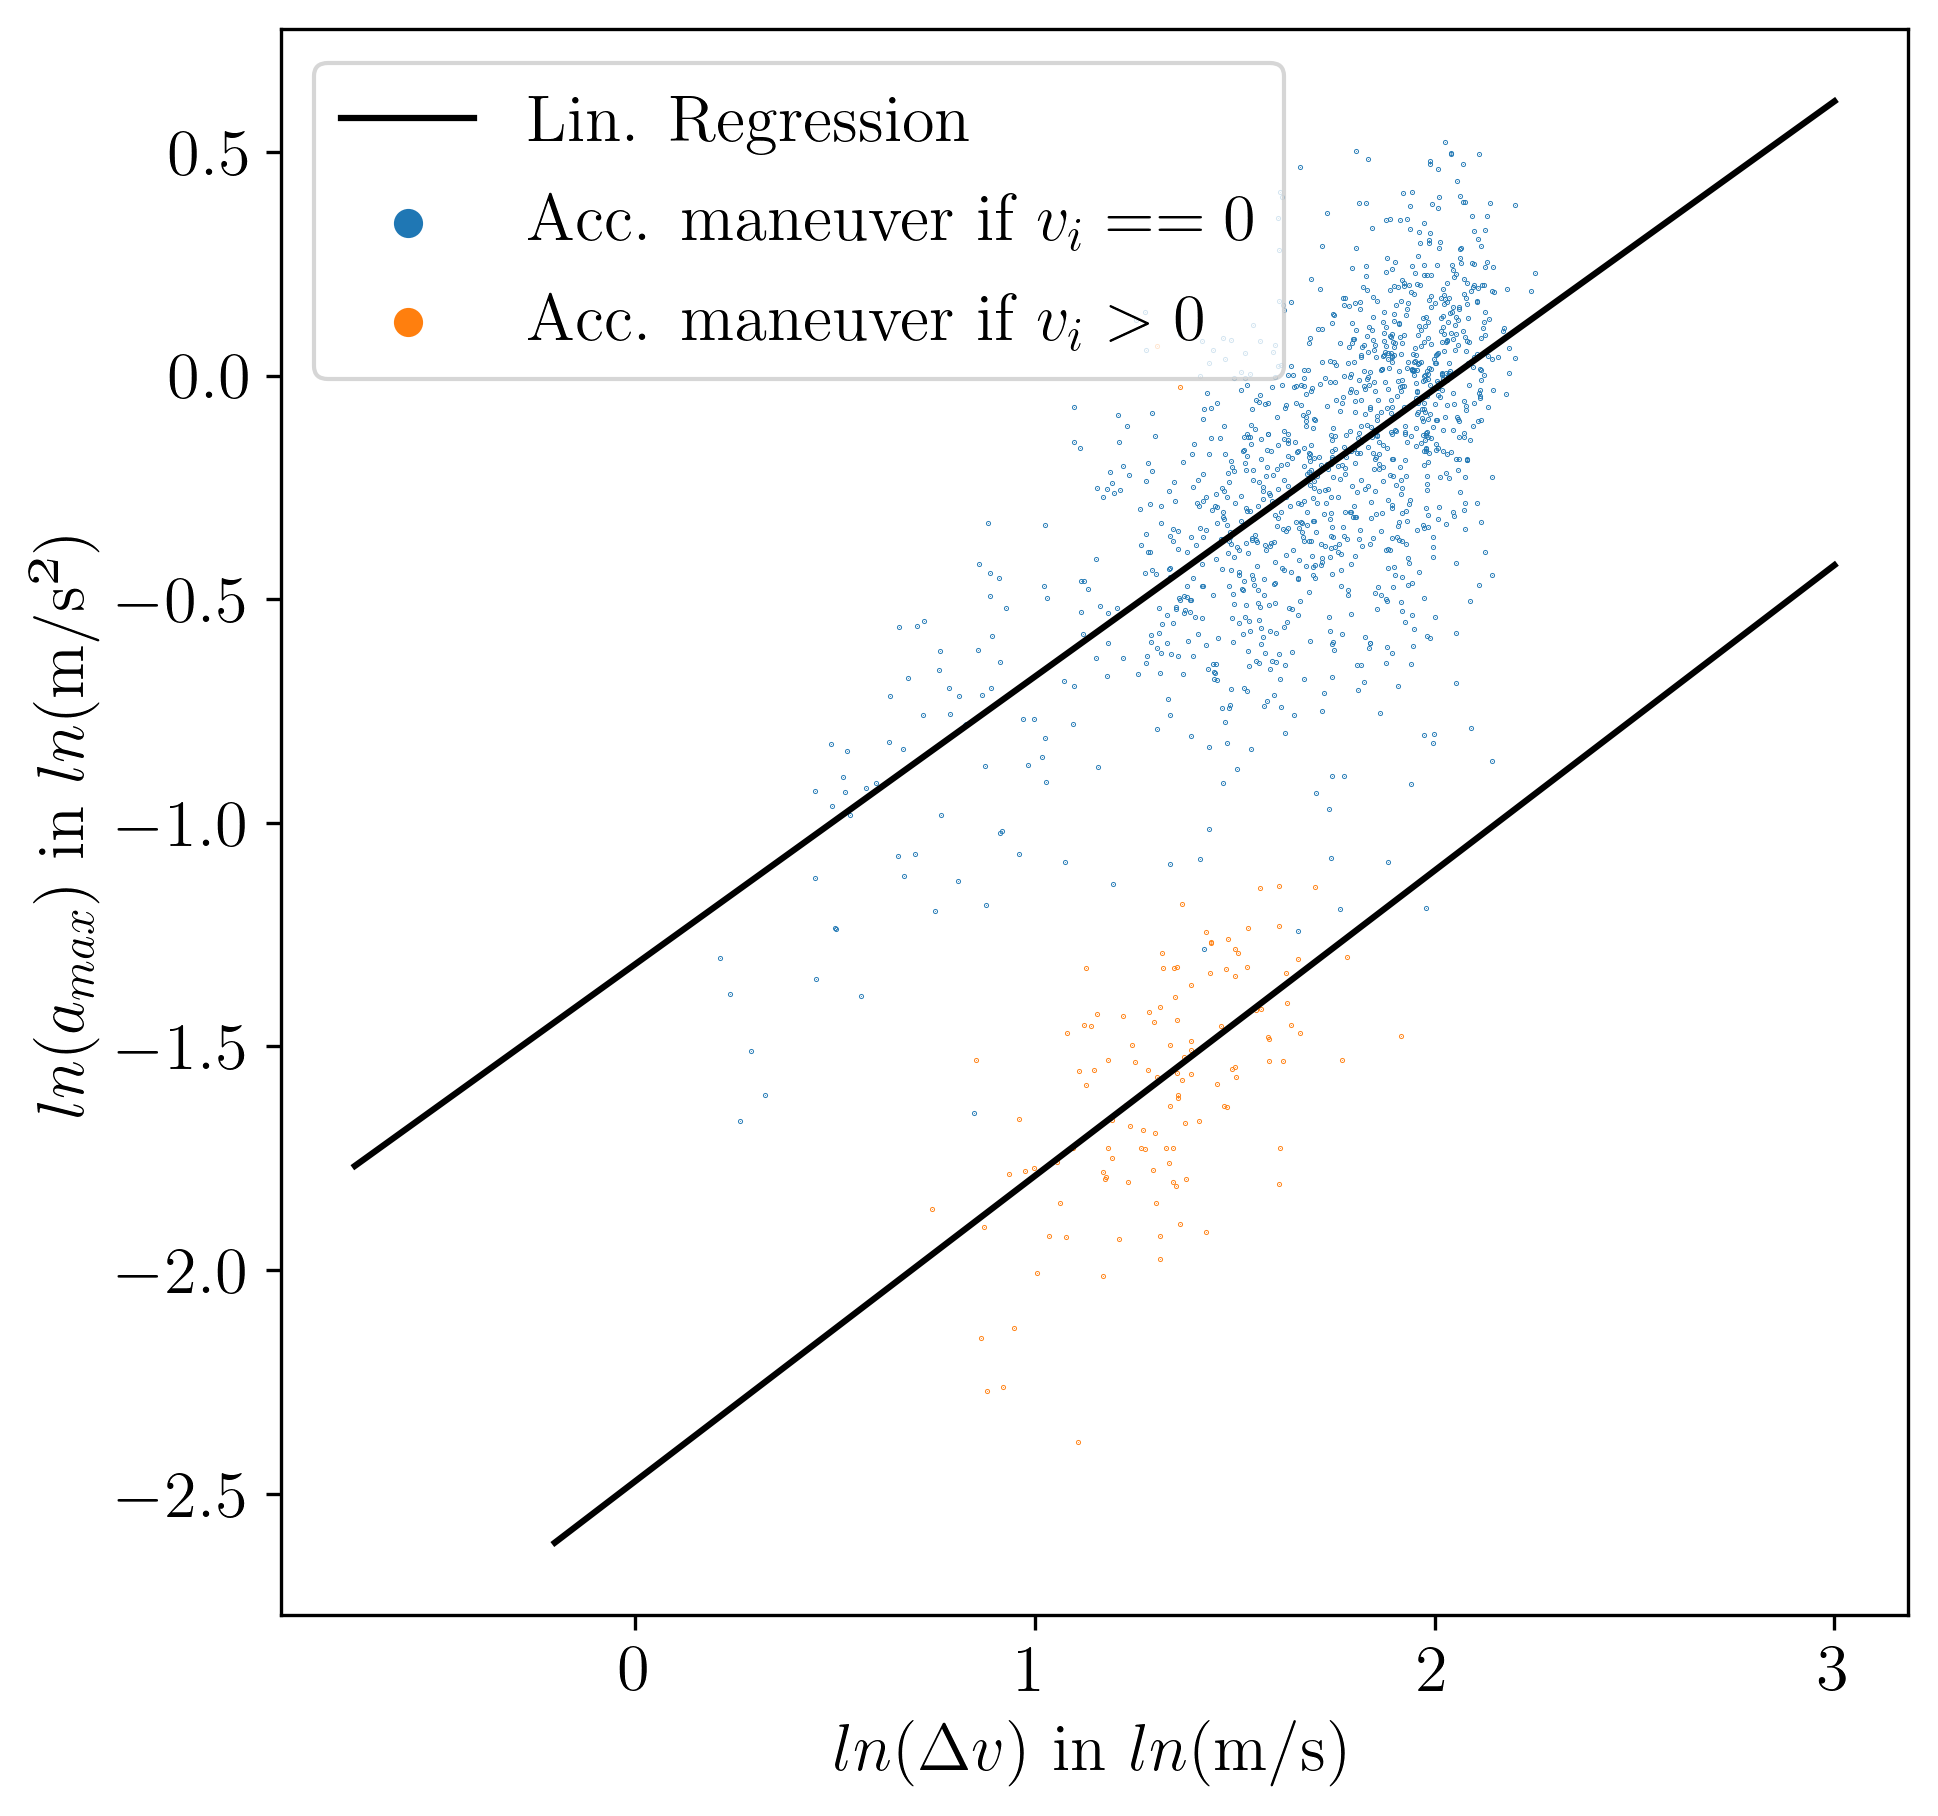 Lin. Regression
Acc. maneuver if v_i == 0
Acc. maneuver if v_i > 0
0.5
0.0
−0.5
−1.0
−1.5
−2.0
−2.5
ln(a_max) in ln(m/s²)
0 1 2 3
ln(Δv) in ln(m/s)